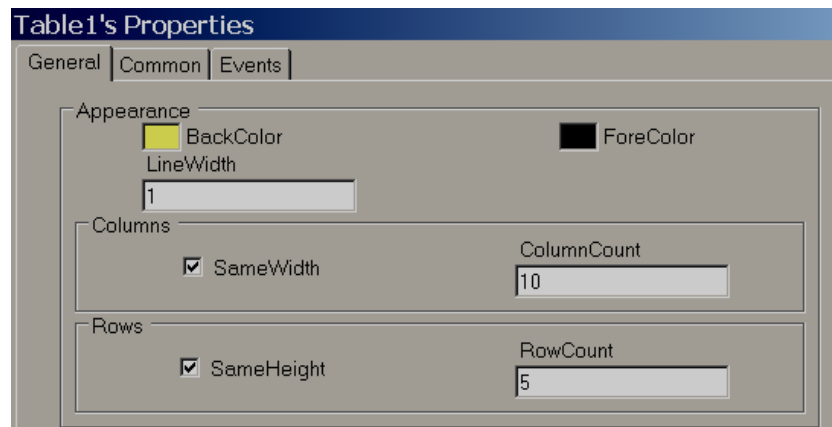 Table1's Properties
General Common Events
Appearance
BackColor ForeColor
LineWidth
1
Columns
SameWidth
ColumnCount
10
Rows
SameHeight
RowCount
5